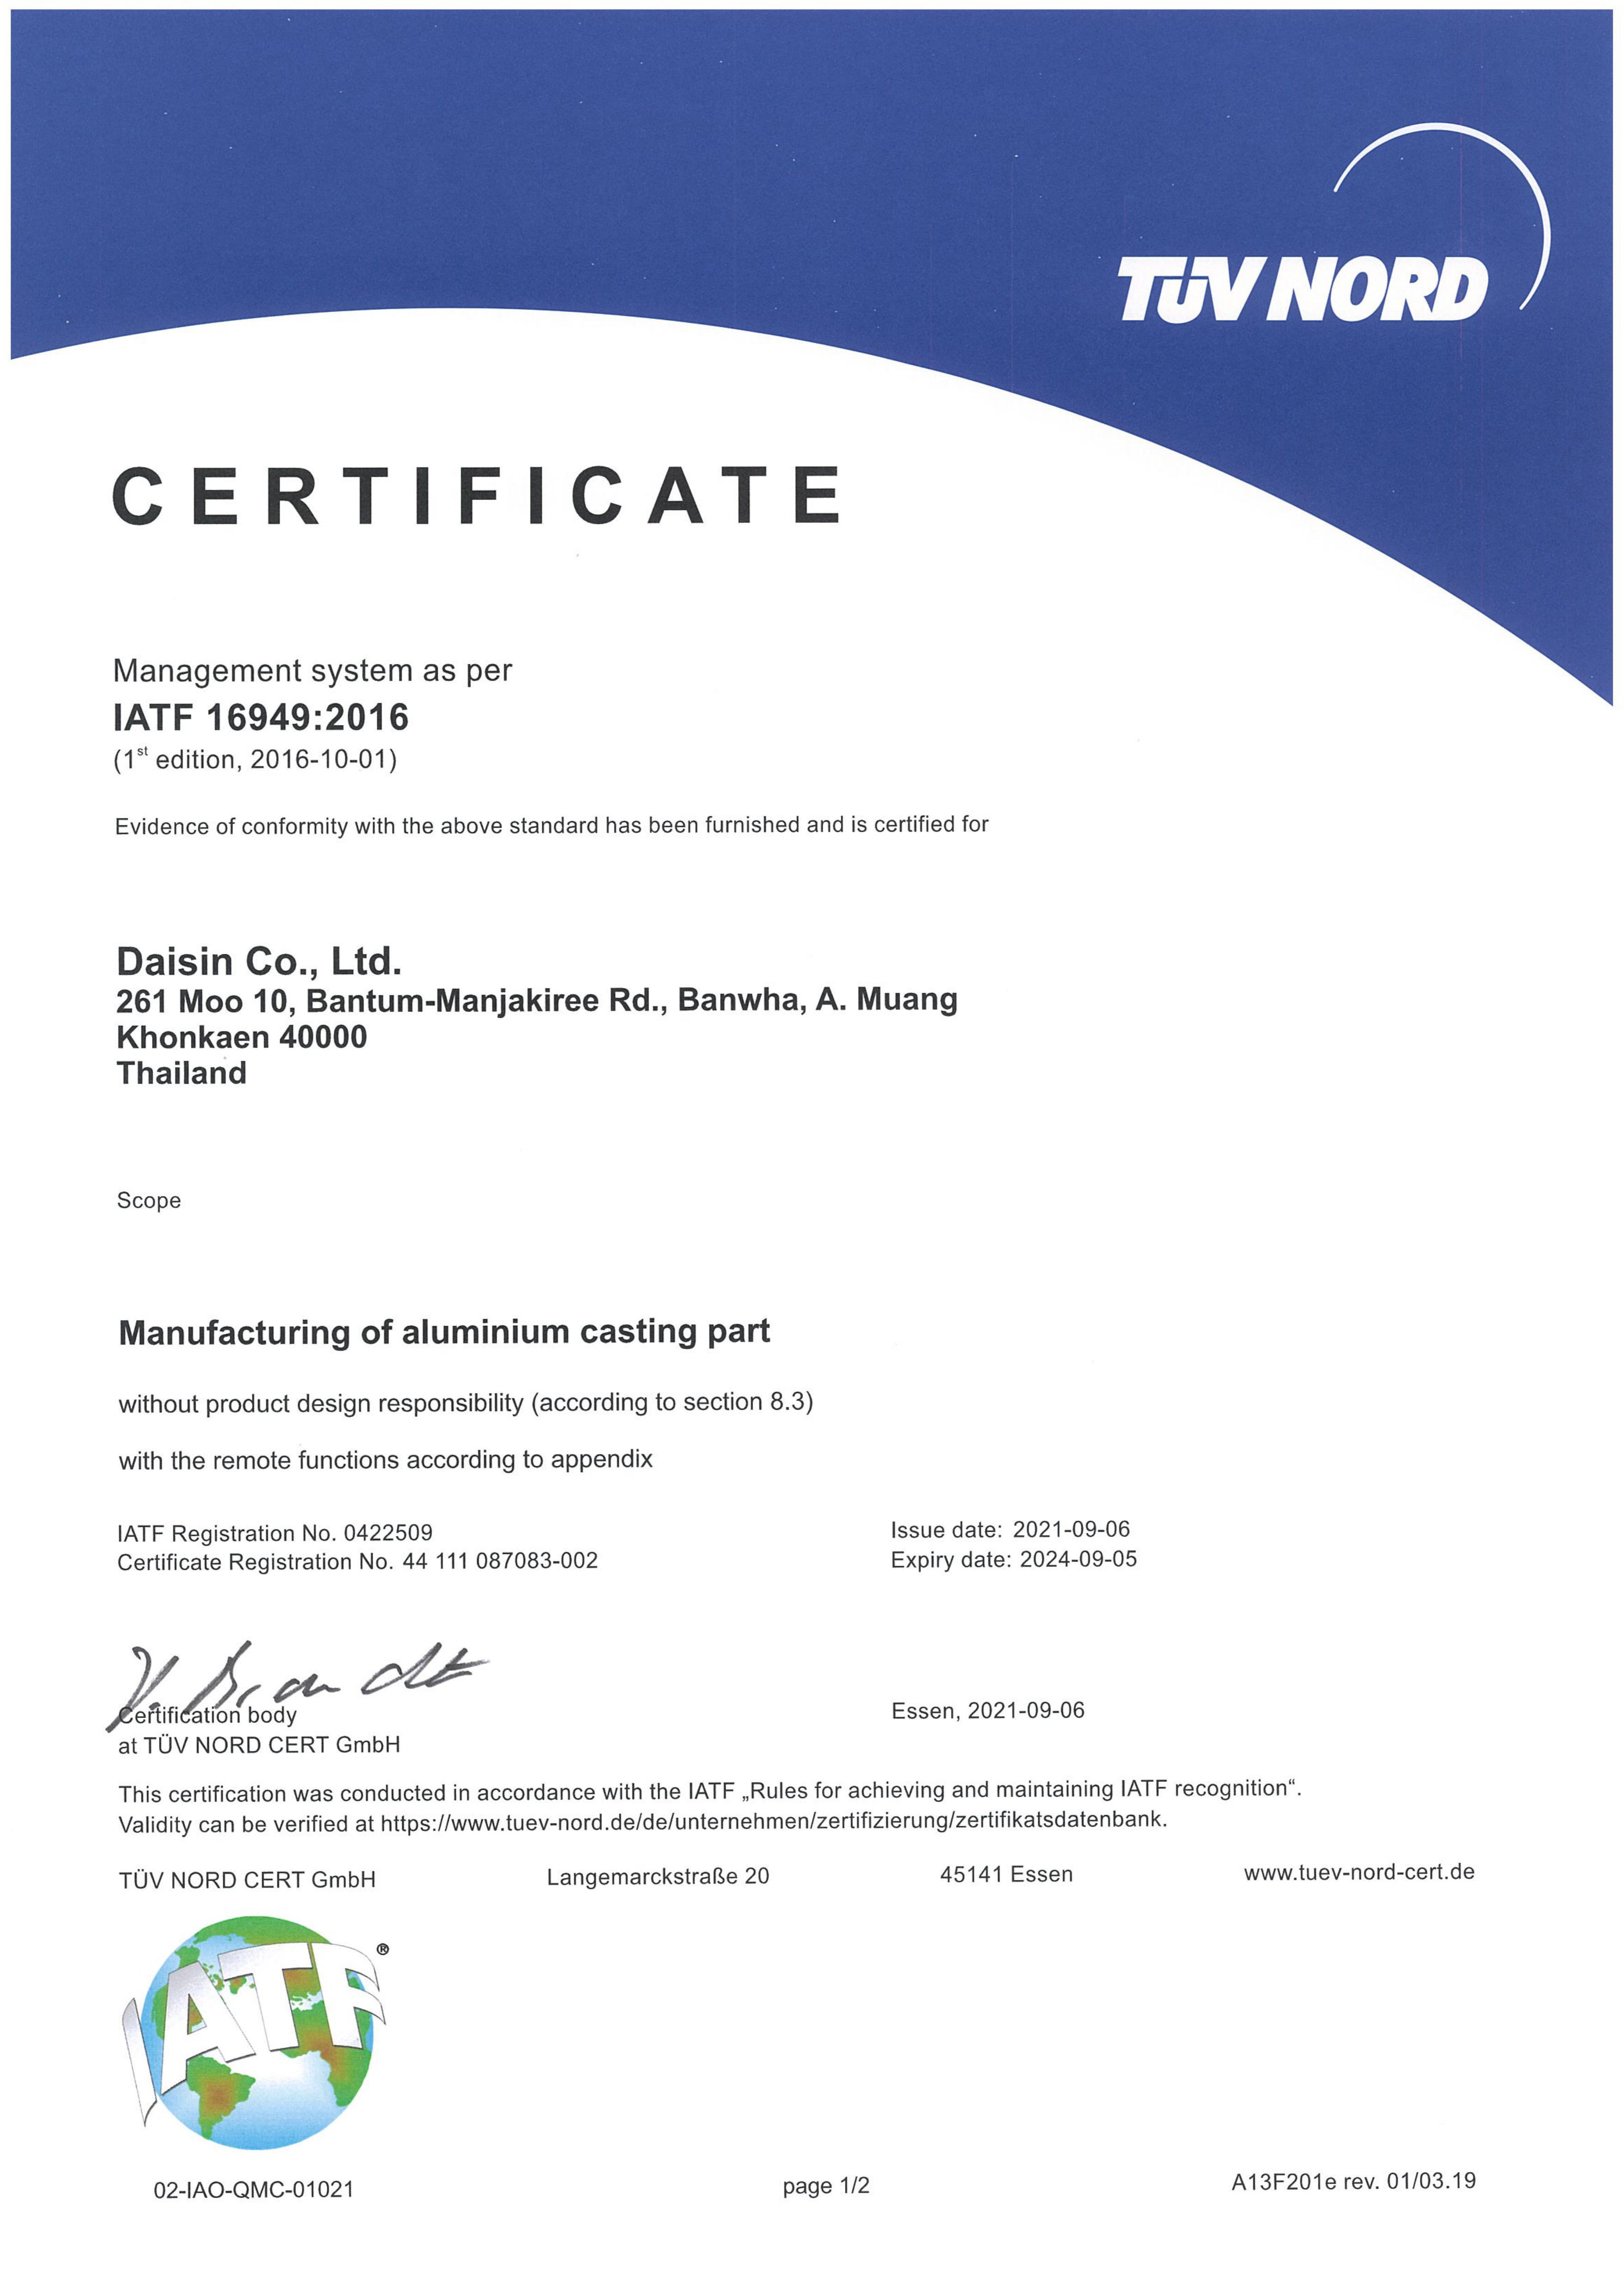 TÜV NORD
CERTIFICATE
Management system as per
IATF 16949:2016
(1st edition, 2016-10-01)
Evidence of conformity with the above standard has been furnished and is certified for
Daisin Co., Ltd.
261 Moo 10, Bantum-Manjakiree Rd., Banwha, A. Muang
Khonkaen 40000
Thailand
Scope
Manufacturing of aluminium casting part
without product design responsibility (according to section 8.3)
with the remote functions according to appendix
IATF Registration No. 0422509
Certificate Registration No. 44 111 087083-002
Issue date: 2021-09-06
Expiry date: 2024-09-05
Certification body
at TÜV NORD CERT GmbH
Essen, 2021-09-06
This certification was conducted in accordance with the IATF „Rules for achieving and maintaining IATF recognition“.
Validity can be verified at https://www.tuev-nord.de/de/unternehmen/zertifizierung/zertifikatsdatenbank.
TÜV NORD CERT GmbH Langemarckstraße 20 45141 Essen www.tuev-nord-cert.de
IATF®
02-IAO-QMC-01021 page 1/2 A13F201e rev. 01/03.19